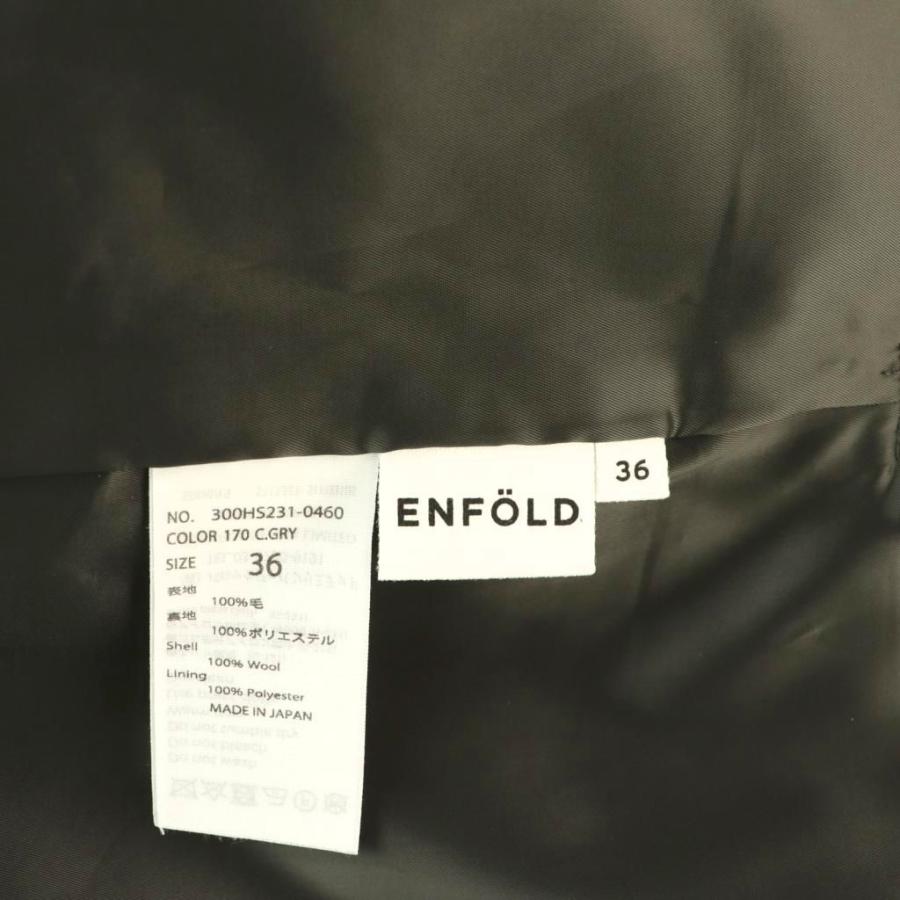 NO. 300HS231-0460
COLOR 170 C.GRY
SIZE 36
表地
100%毛
裏地
100%ポリエステル
Shell
100% Wool
Lining
100% Polyester
MADE IN JAPAN
ENFÖLD
36